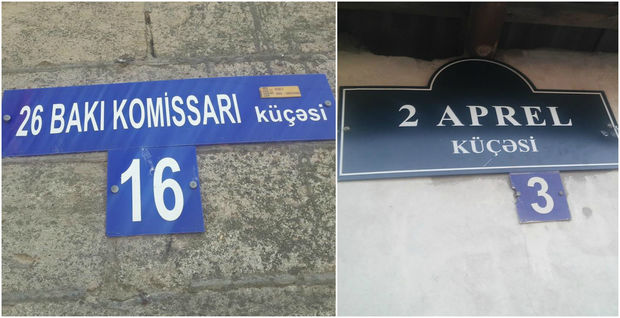 26 BAKI KOMİSSARI küçəsi
16
2 APREL
KÜÇƏSİ
3